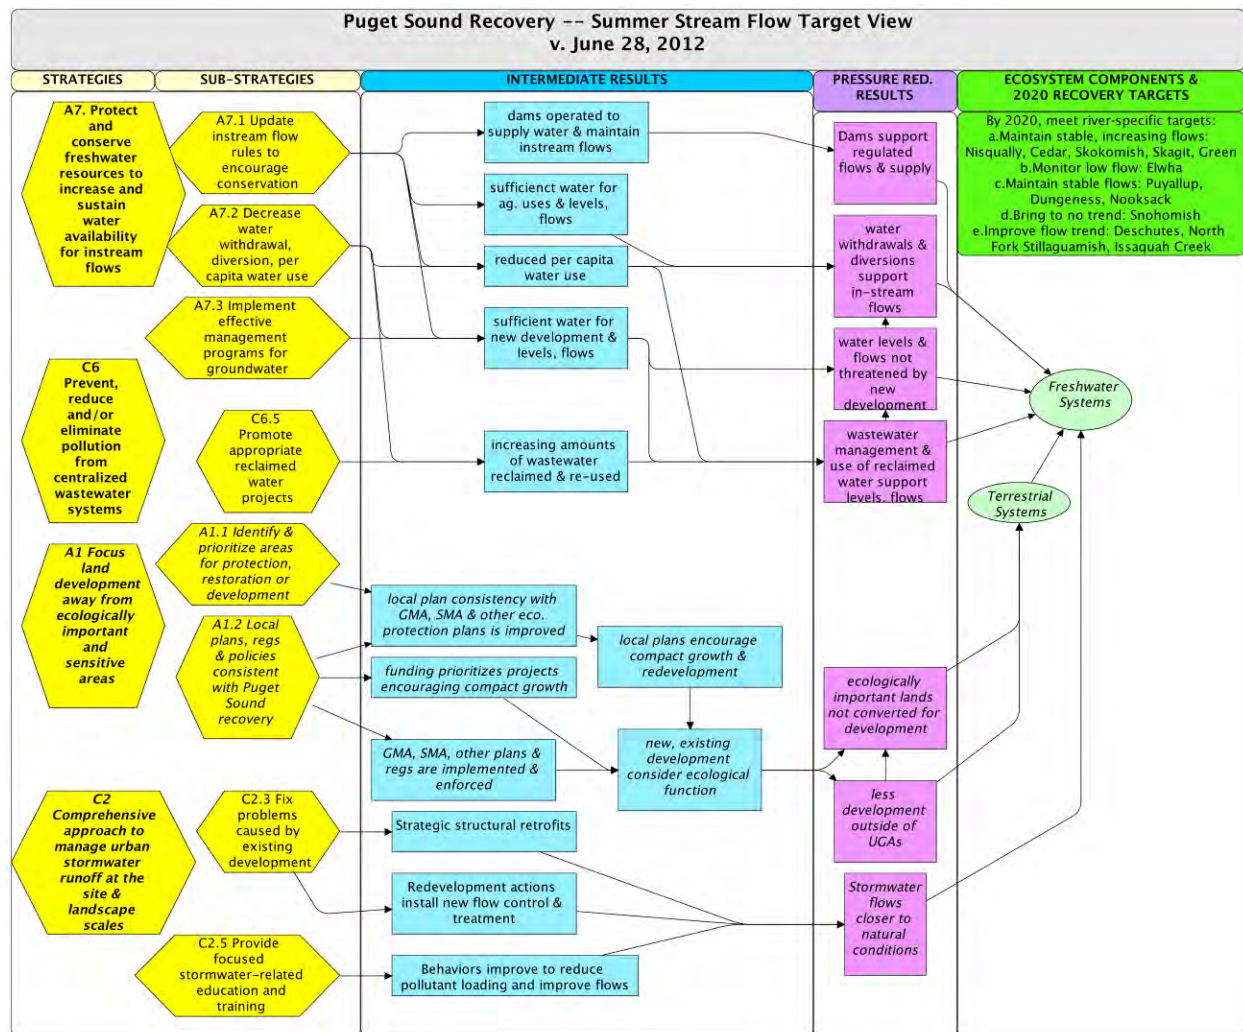 Puget Sound Recovery -- Summer Stream Flow Target View
v. June 28, 2012
STRATEGIES
SUB-STRATEGIES
INTERMEDIATE RESULTS
PRESSURE RED.
RESULTS
ECOSYSTEM COMPONENTS &
2020 RECOVERY TARGETS
A7. Protect
and
conserve
freshwater
resources to
increase and
sustain
water
availability
for instream
flows
C6
Prevent,
reduce
and/or
eliminate
pollution
from
centralized
wastewater
systems
A1 Focus
land
development
away from
ecologically
important
and
sensitive
areas
C2
Comprehensive
approach to
manage urban
stormwater
runoff at the
site &
landscape
scales
A7.1 Update
instream flow
rules to
encourage
conservation
A7.2 Decrease
water
withdrawal,
diversion, per
capita water use
A7.3 Implement
effective
management
programs for
groundwater
C6.5
Promote
appropriate
reclaimed
water
projects
A1.1 Identify &
prioritize areas
for protection,
restoration or
development
A1.2 Local
plans, regs
& policies
consistent
with Puget
Sound
recovery
C2.3 Fix
problems
caused by
existing
development
C2.5 Provide
focused
stormwater-related
education and
training
dams operated to
supply water & maintain
instream flows
sufficienct water for
ag. uses & levels,
flows
reduced per capita
water use
sufficient water for
new development &
levels, flows
increasing amounts
of wastewater
reclaimed & re-used
local plan consistency with
GMA, SMA & other eco.
protection plans is improved
funding prioritizes projects
encouraging compact growth
GMA, SMA, other plans &
regs are implemented &
enforced
local plans encourage
compact growth &
redevelopment
new, existing
development
consider ecological
function
Strategic structural retrofits
Redevelopment actions
install new flow control &
treatment
Behaviors improve to reduce
pollutant loading and improve flows
Dams support
regulated
flows & supply
water
withdrawals &
diversions
support
in-stream
flows
water levels &
flows not
threatened by
new
development
wastewater
management &
use of reclaimed
water support
levels, flows
ecologically
important lands
not converted for
development
less
development
outside of
UGAs
Stormwater
flows
closer to
natural
conditions
By 2020, meet river-specific targets:
a.Maintain stable, increasing flows:
Nisqually, Cedar, Skokomish, Skagit, Green
b.Monitor low flow: Elwha
c.Maintain stable flows: Puyallup,
Dungeness, Nooksack
d.Bring to no trend: Snohomish
e.Improve flow trend: Deschutes, North
Fork Stillaguamish, Issaquah Creek
Freshwater
Systems
Terrestrial
Systems